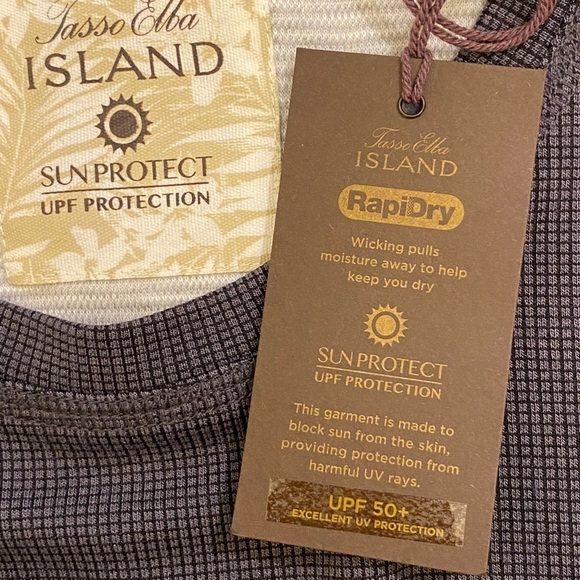 Tasso Elba
ISLAND
SUN PROTECT
UPF PROTECTION
Tasso Elba
ISLAND
RapiDry
Wicking pulls
moisture away to help
keep you dry
SUN PROTECT
UPF PROTECTION
This garment is made to
block sun from the skin,
providing protection from
harmful UV rays.
UPF 50+
EXCELLENT UV PROTECTION